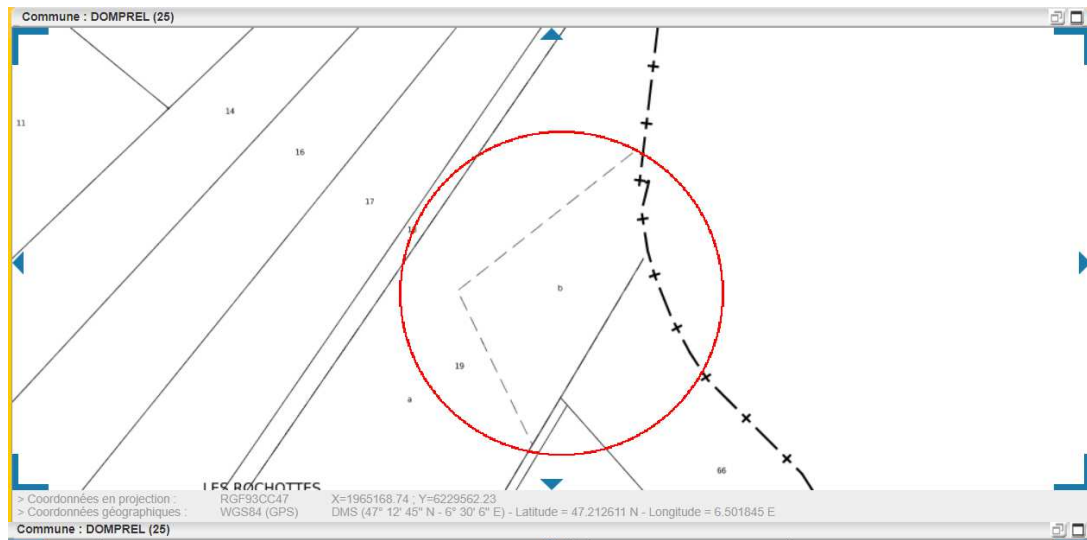 Commune : DOMPREL (25)
11
14
16
17
b
19
a
66
LES ROCHOTTES
> Coordonnées en projection : RGF93CC47 X=1965168.74 ; Y=6229562.23
> Coordonnées géographiques : WGS84 (GPS) DMS (47° 12' 45" N - 6° 30' 6" E) - Latitude = 47.212611 N - Longitude = 6.501845 E
Commune : DOMPREL (25)